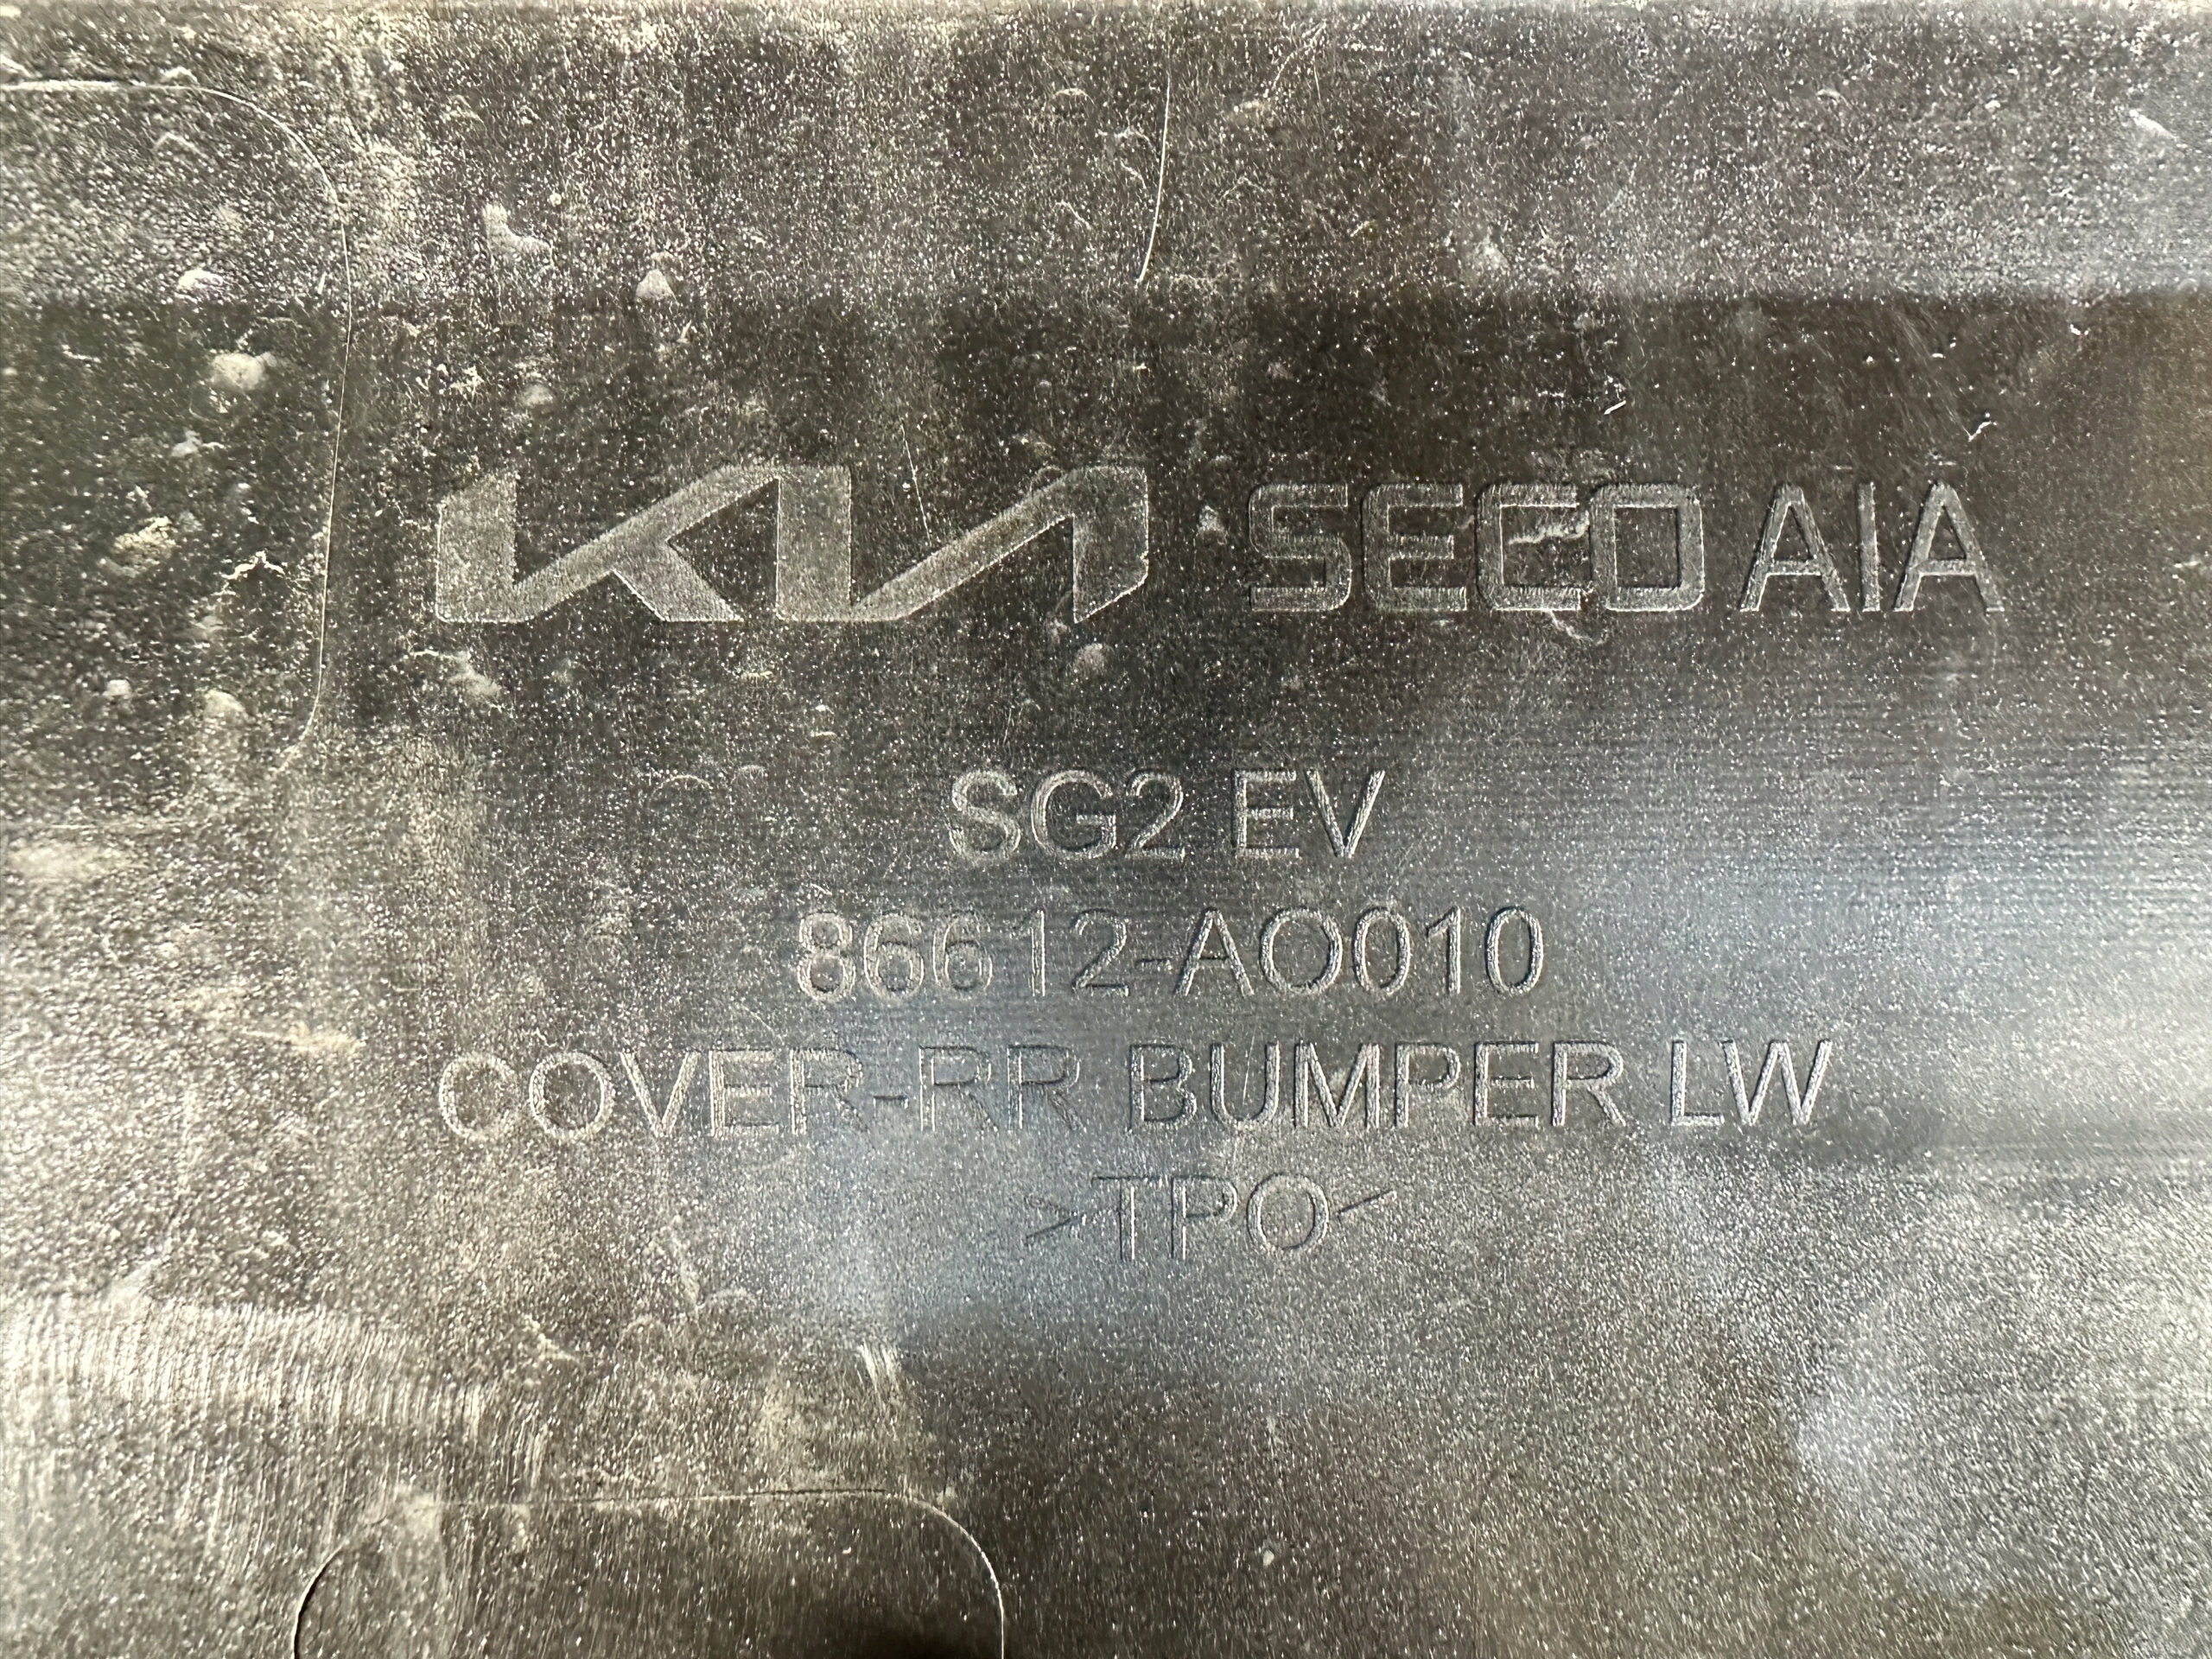 KIA SECO AIA
SG2 EV
86612-AO010
COVER-RR BUMPER LW
>TPO<